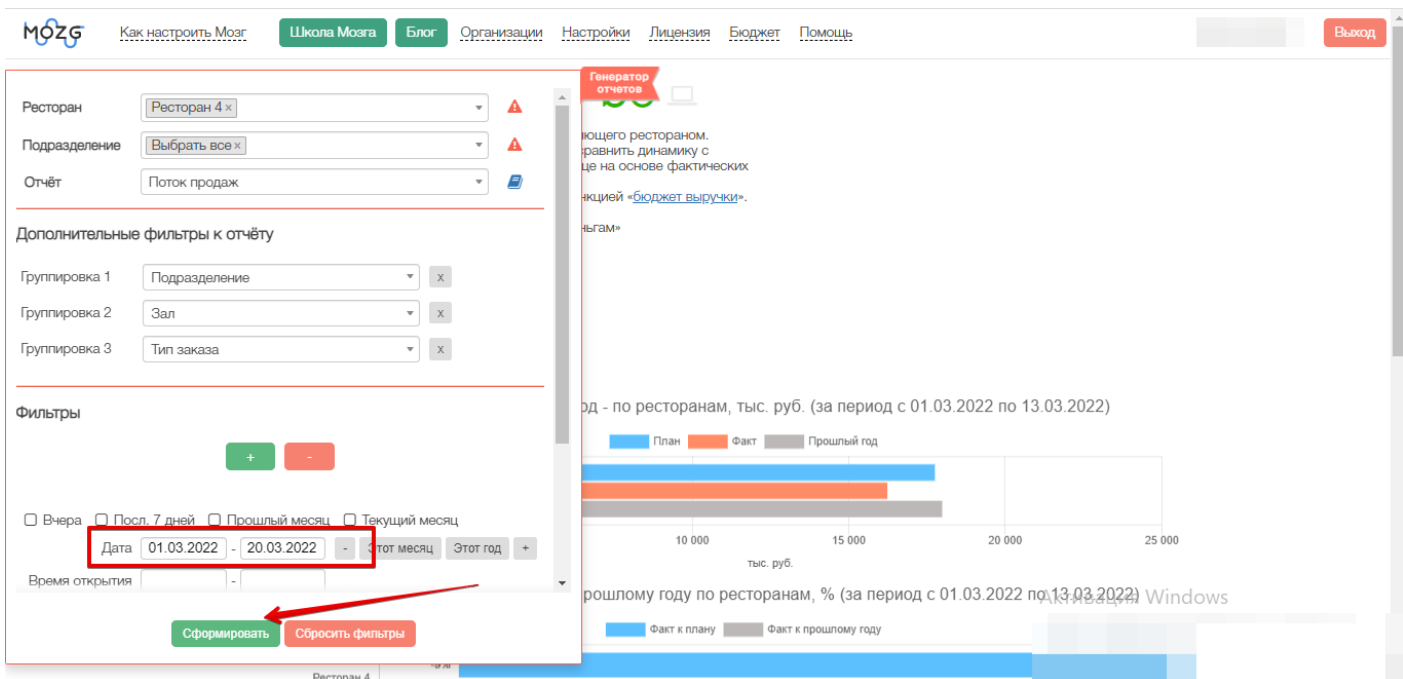 MOZG Как настроить Мозг Школа Мозга Блог Организации Настройки Лицензия Бюджет Помощь Выход
Генератор
отчетов
Ресторан Ресторан 4 ×
Подразделение Выбрать все ×
Отчёт Поток продаж
Дополнительные фильтры к отчёту
Группировка 1 Подразделение x
Группировка 2 Зал x
Группировка 3 Тип заказа x
Фильтры
+ -
Вчера Посл. 7 дней Прошлый месяц Текущий месяц
Дата 01.03.2022 - 20.03.2022 - Этот месяц Этот год +
Время открытия -
Сформировать Сбросить фильтры
ющего рестораном.
сравнить динамику с
це на основе фактических
нкцией «бюджет выручки».
ньгам»
од - по ресторанам, тыс. руб. (за период с 01.03.2022 по 13.03.2022)
План Факт Прошлый год
10 000 15 000 20 000 25 000
тыс. руб.
рошлому году по ресторанам, % (за период с 01.03.2022 по 13.03.2022)
Активация Windows
Факт к плану Факт к прошлому году
-9%
Ресторан 4